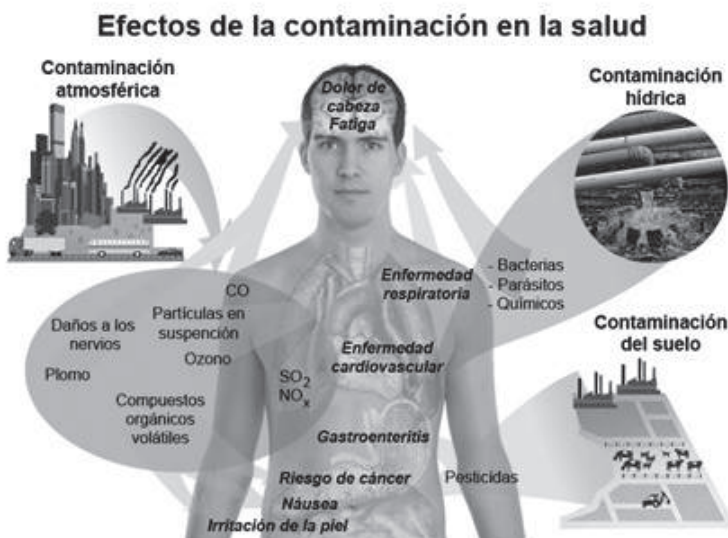 Efectos de la contaminación en la salud
Contaminación
atmosférica
Dolor de
cabeza
Fatiga
Contaminación
hídrica
CO
Partículas en
suspención
Daños a los
nervios
Ozono
Plomo
Compuestos
orgánicos
volátiles
SO₂
NOₓ
Enfermedad
respiratoria
- Bacterias
- Parásitos
- Químicos
Enfermedad
cardiovascular
Contaminación
del suelo
Gastroenteritis
Riesgo de cáncer
Pesticidas
Náusea
Irritación de la piel